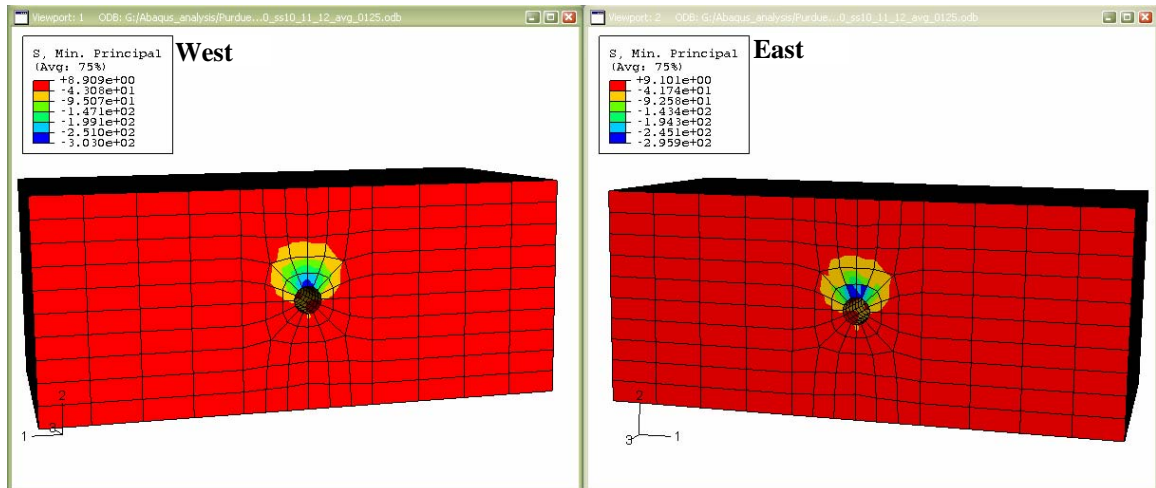 Viewport: 1 ODB: G:/Abaqus_analysis/Purdue...0_ss10_11_12_avg_0125.odb
West
S, Min. Principal
(Avg: 75%)
+8.909e+00
-4.308e+01
-9.507e+01
-1.471e+02
-1.991e+02
-2.510e+02
-3.030e+02
2
3
1
Viewport: 2 ODB: G:/Abaqus_analysis/Purdue...0_ss10_11_12_avg_0125.odb
East
S, Min. Principal
(Avg: 75%)
+9.101e+00
-4.174e+01
-9.258e+01
-1.434e+02
-1.943e+02
-2.451e+02
-2.959e+02
2
3 1